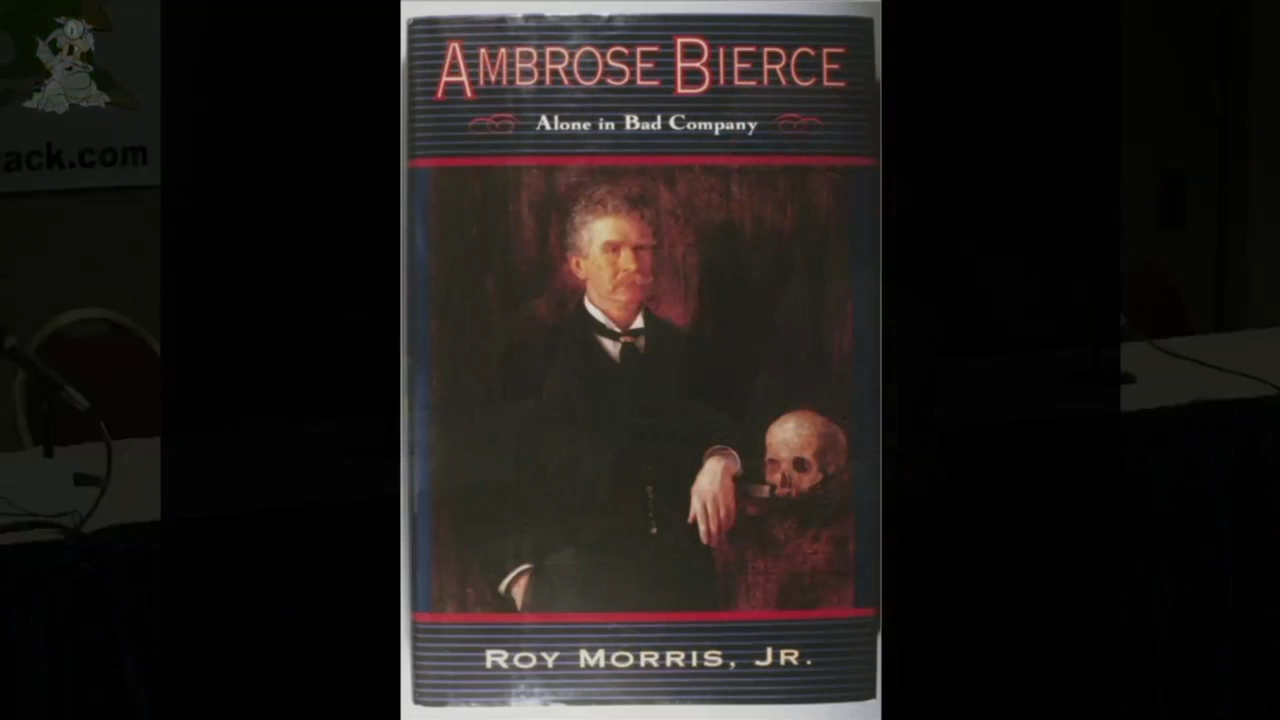 AMBROSE BIERCE
Alone in Bad Company
ack.com
ROY MORRIS, JR.